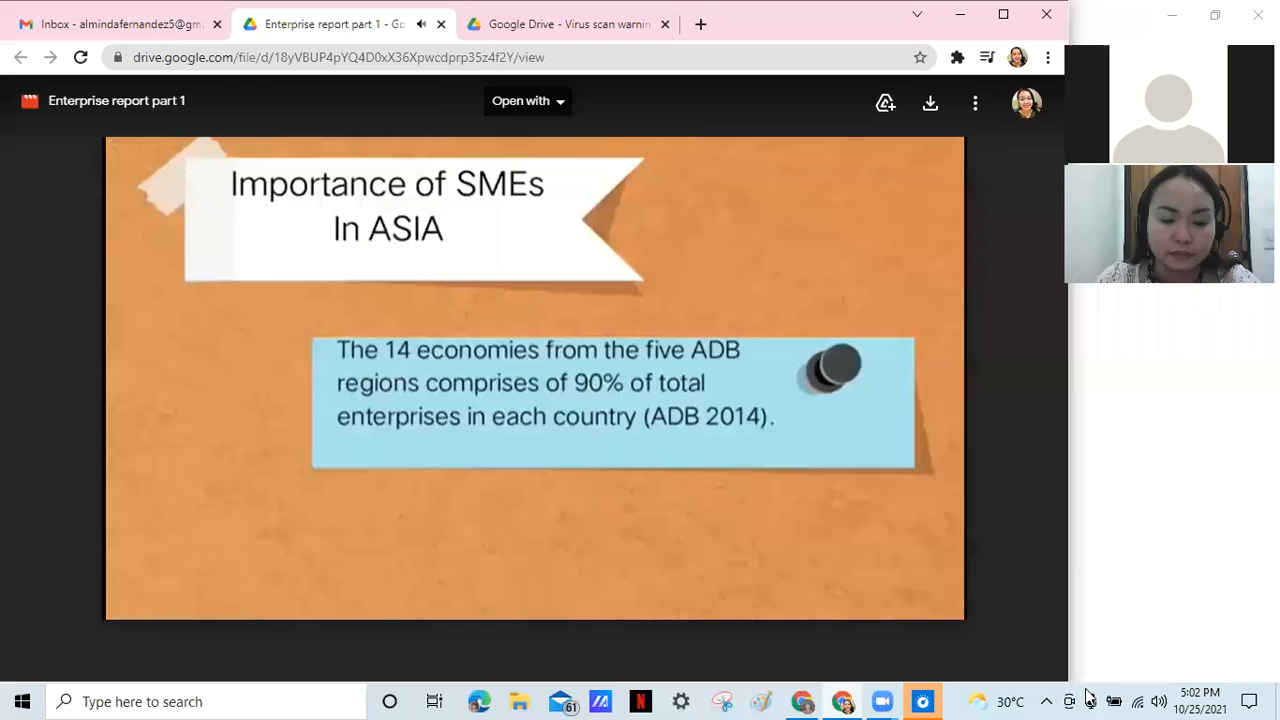 Inbox - almindafernandez5@gm
Enterprise report part 1 - Go
Google Drive - Virus scan warnin
drive.google.com/file/d/18yVBUP4pYQ4D0xX36Xpwcdprp35z4f2Y/view
Enterprise report part 1
Open with
Importance of SMEs
In ASIA
The 14 economies from the five ADB
regions comprises of 90% of total
enterprises in each country (ADB 2014).
Type here to search
61
N
30°C
5:02 PM
10/25/2021